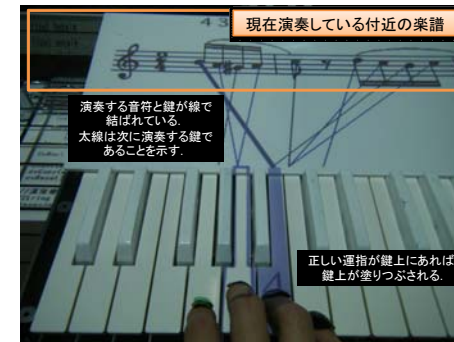 4 3
現在演奏している付近の楽譜
演奏する音符と鍵が線で
結ばれている.
太線は次に演奏する鍵で
あることを示す.
正しい運指が鍵上にあれば
鍵上が塗りつぶされる.